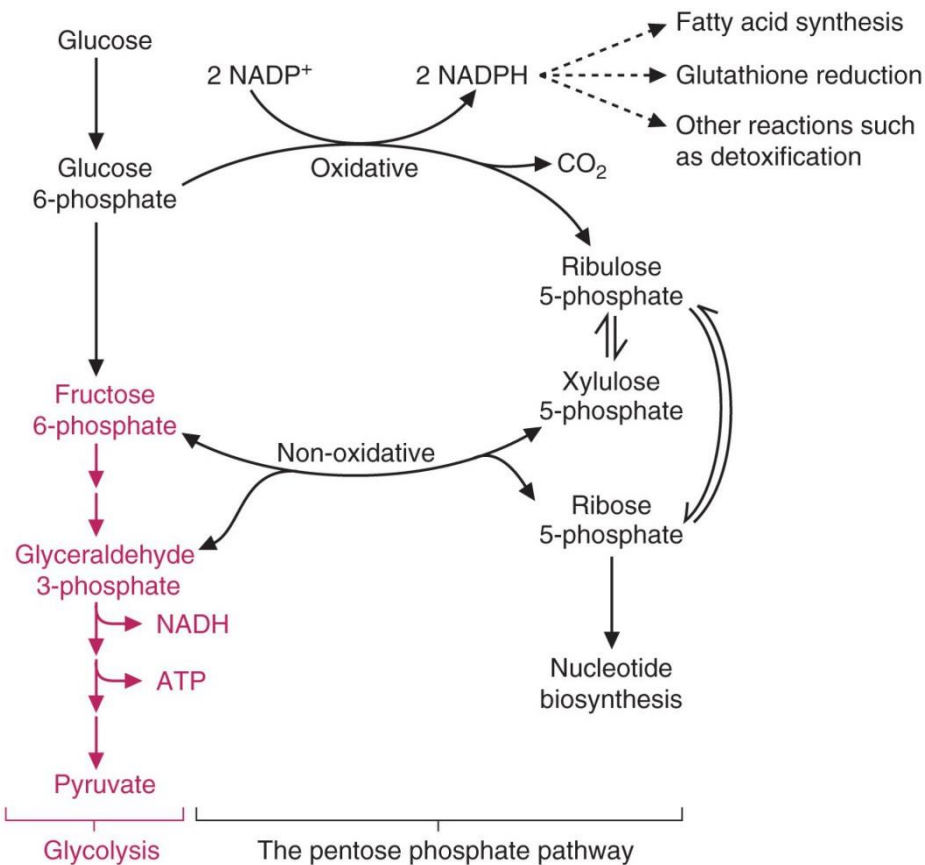 Glucose
2 NADP⁺
2 NADPH
Fatty acid synthesis
Glutathione reduction
Other reactions such
as detoxification
Glucose
6-phosphate
Oxidative
CO₂
Ribulose
5-phosphate
Xylulose
5-phosphate
Fructose
6-phosphate
Non-oxidative
Ribose
5-phosphate
Glyceraldehyde
3-phosphate
NADH
ATP
Nucleotide
biosynthesis
Pyruvate
Glycolysis
The pentose phosphate pathway